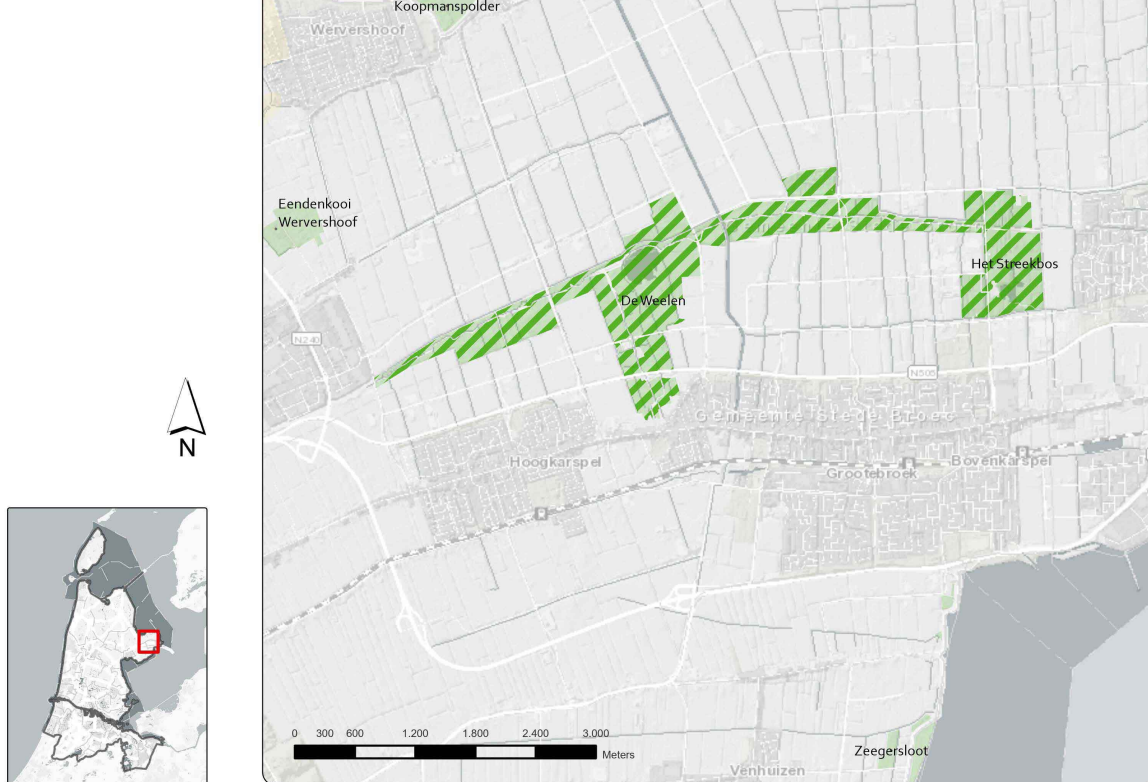 Koopmanspolder
Wervershoof
Eendenkooi
Wervershoof
Het Streekbos
De Weelen
N240
N505
Gemeente Stede Broec
Hoogkarspel
Bovenkarspel
Grootebroek
N
0 300 600 1.200 1.800 2.400 3.000
Meters
Zeegersloot
Venhuizen